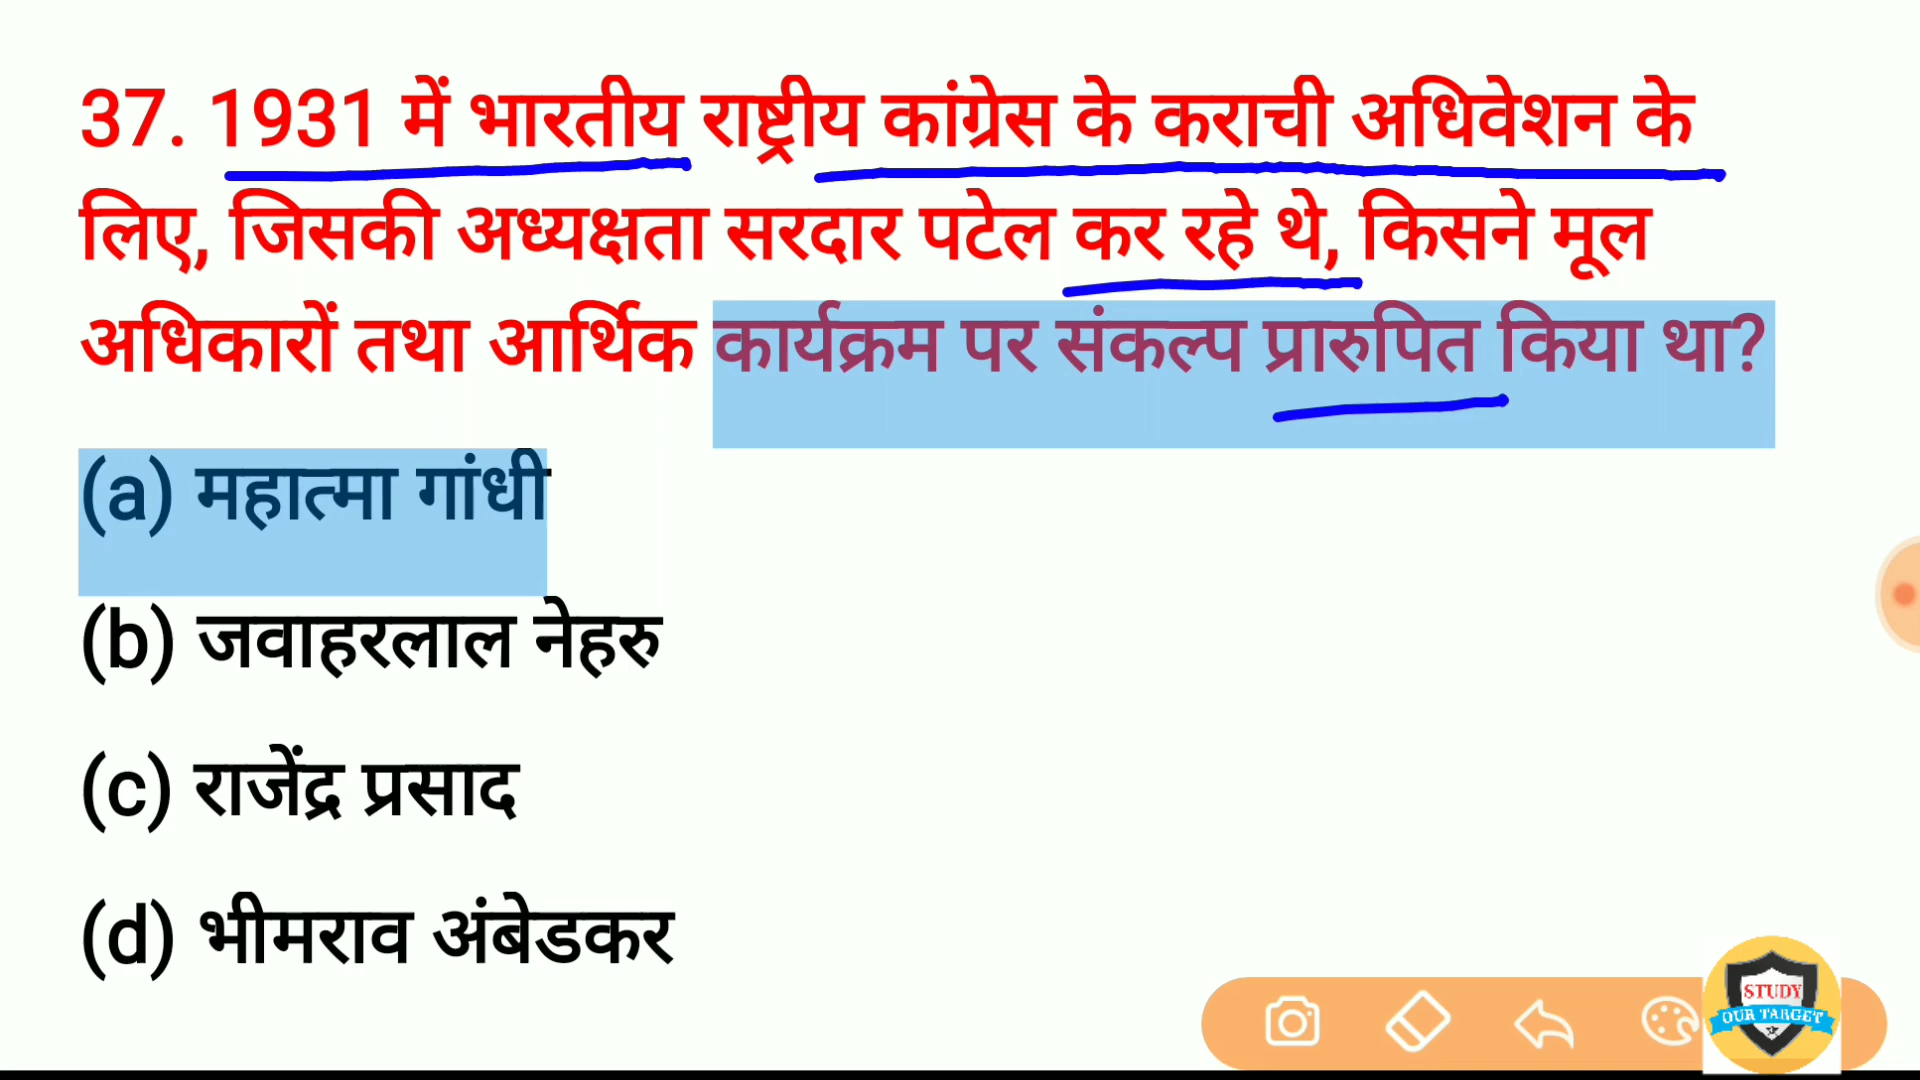 37. 1931 में भारतीय राष्ट्रीय कांग्रेस के कराची अधिवेशन के
लिए, जिसकी अध्यक्षता सरदार पटेल कर रहे थे, किसने मूल
अधिकारों तथा आर्थिक कार्यक्रम पर संकल्प प्रारुपित किया था?
(a) महात्मा गांधी
(b) जवाहरलाल नेहरु
(c) राजेंद्र प्रसाद
(d) भीमराव अंबेडकर
STUDY
OUR TARGET